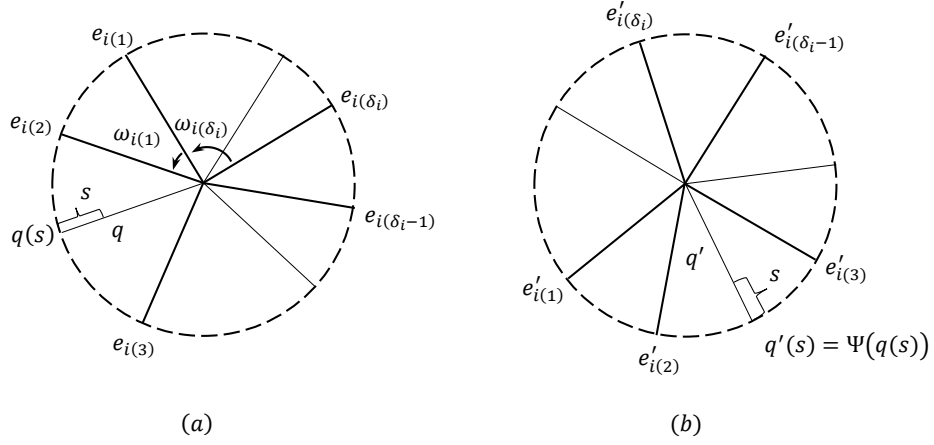 e_{i(1)}
e_{i(δ_i)}
e_{i(2)}
ω_{i(1)}
ω_{i(δ_i)}
s
q(s)
q
e_{i(δ_i−1)}
e_{i(3)}
(a)
e′_{i(δ_i)}
e′_{i(δ_i−1)}
q′
s
e′_{i(1)}
e′_{i(3)}
e′_{i(2)}
q′(s) = Ψ(q(s))
(b)